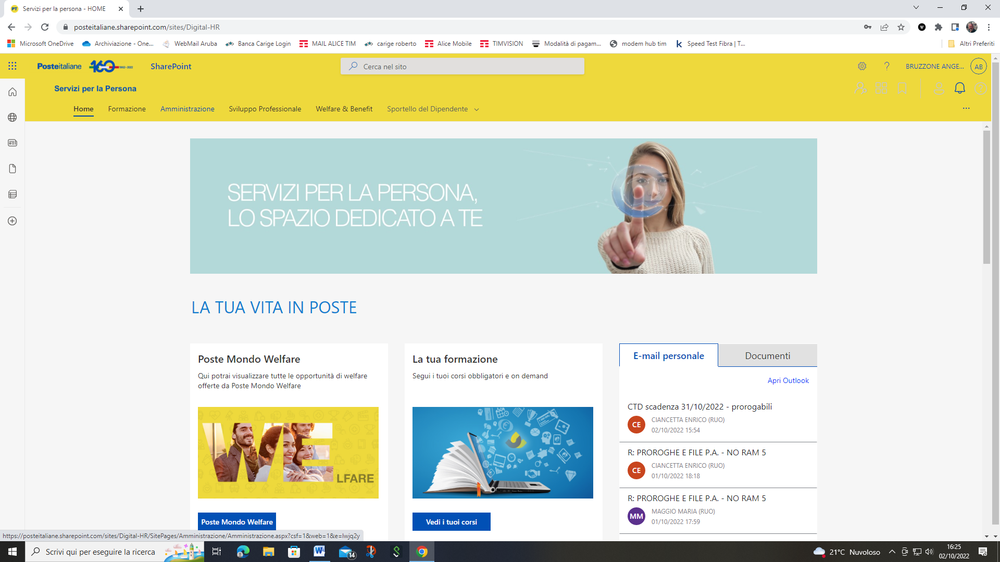 Servizi per la persona - HOME
posteitaliane.sharepoint.com/sites/Digital-HR
Microsoft OneDrive
Archiviazione - One...
WebMail Aruba
Banca Carige Login
MAIL ALICE TIM
carige roberto
Alice Mobile
TIMVISION
Modalità di pagam...
modem hub tim
Speed Test Fibra | T...
Altri Preferiti
Posteitaliane
160
1862-2022
SharePoint
Cerca nel sito
BRUZZONE ANGE...
AB
Servizi per la Persona
Home
Formazione
Amministrazione
Sviluppo Professionale
Welfare & Benefit
Sportello del Dipendente
SERVIZI PER LA PERSONA,
LO SPAZIO DEDICATO A TE
LA TUA VITA IN POSTE
Poste Mondo Welfare
Qui potrai visualizzare tutte le opportunità di welfare
offerte da Poste Mondo Welfare
WE
LFARE
Poste Mondo Welfare
La tua formazione
Segui i tuoi corsi obbligatori e on demand
Vedi i tuoi corsi
E-mail personale
Documenti
Apri Outlook
CTD scadenza 31/10/2022 - prorogabili
CE
CIANCETTA ENRICO (RUO)
02/10/2022 15:54
R: PROROGHE E FILE P.A. - NO RAM 5
CE
CIANCETTA ENRICO (RUO)
01/10/2022 18:18
R: PROROGHE E FILE P.A. - NO RAM 5
MM
MAGGIO MARIA (RUO)
01/10/2022 17:59
https://posteitaliane.sharepoint.com/sites/Digital-HR/SitePages/Amministrazione/Amministrazione.aspx?csf=1&web=1&e=lwjq2y
Scrivi qui per eseguire la ricerca
14
21°C Nuvoloso
16:25
02/10/2022